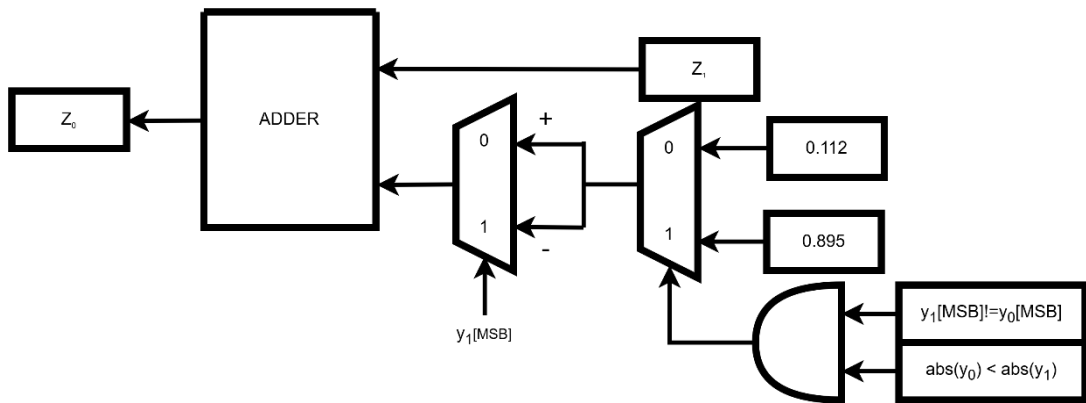 Z₁
Z₀
ADDER
+
0
0
0.112
1
1
0.895
-
y₁[MSB]
y₁[MSB]!=y₀[MSB]
abs(y₀) < abs(y₁)